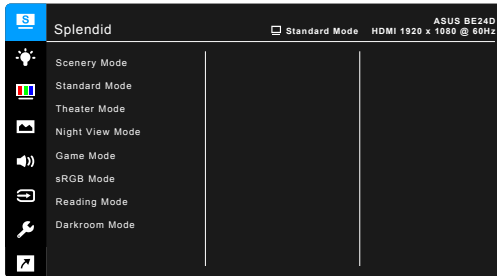 S
Splendid
Standard Mode
ASUS BE24D
HDMI 1920 x 1080 @ 60Hz
Scenery Mode
Standard Mode
Theater Mode
Night View Mode
Game Mode
sRGB Mode
Reading Mode
Darkroom Mode